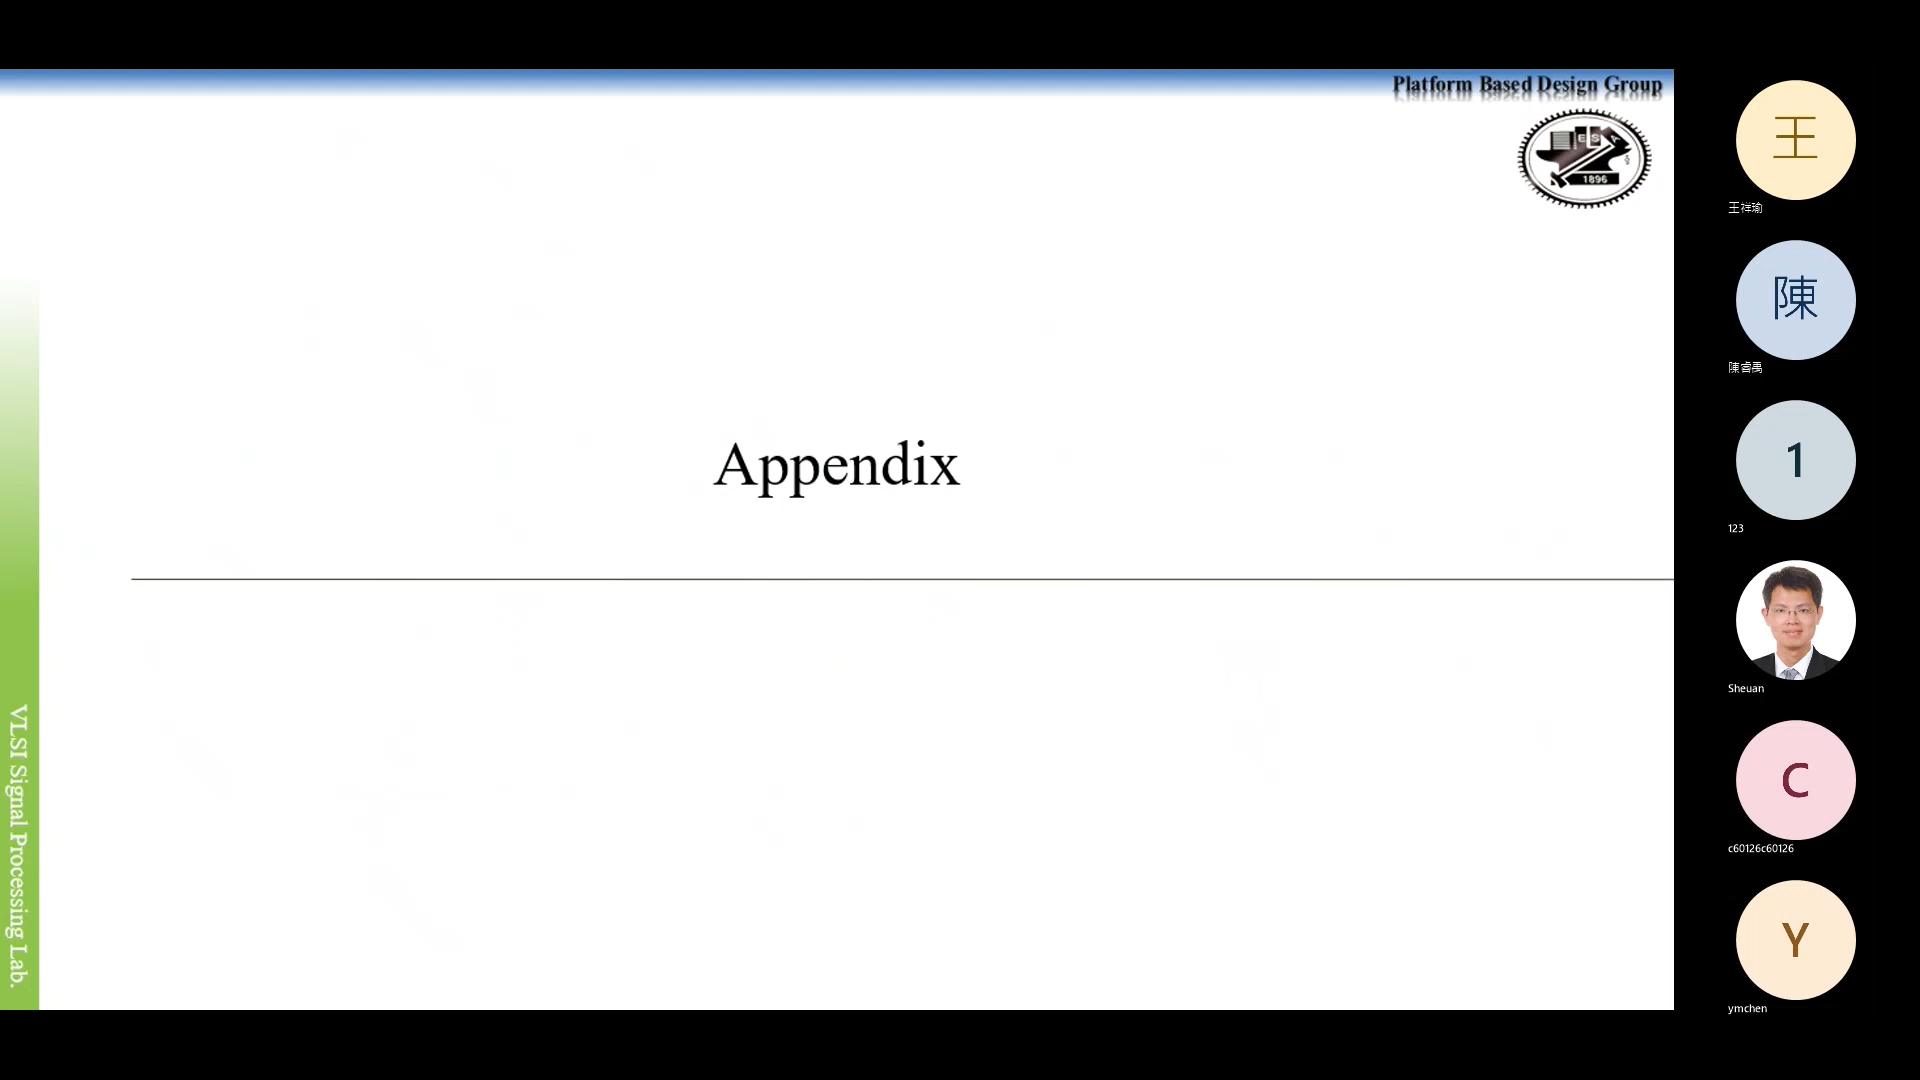 Platform Based Design Group
1896
Appendix
VLSI Signal Processing Lab.
王
王祥瑜
陳
陳睿禹
1
123
Sheuan
C
c60126c60126
Y
ymchen